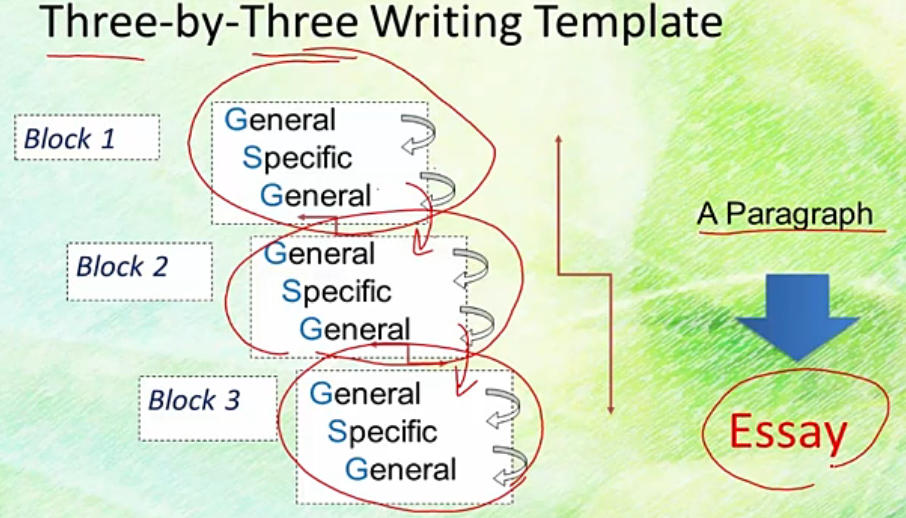 Three-by-Three Writing Template
Block 1
General
Specific
General
Block 2
General
Specific
General
Block 3
General
Specific
General
A Paragraph
Essay